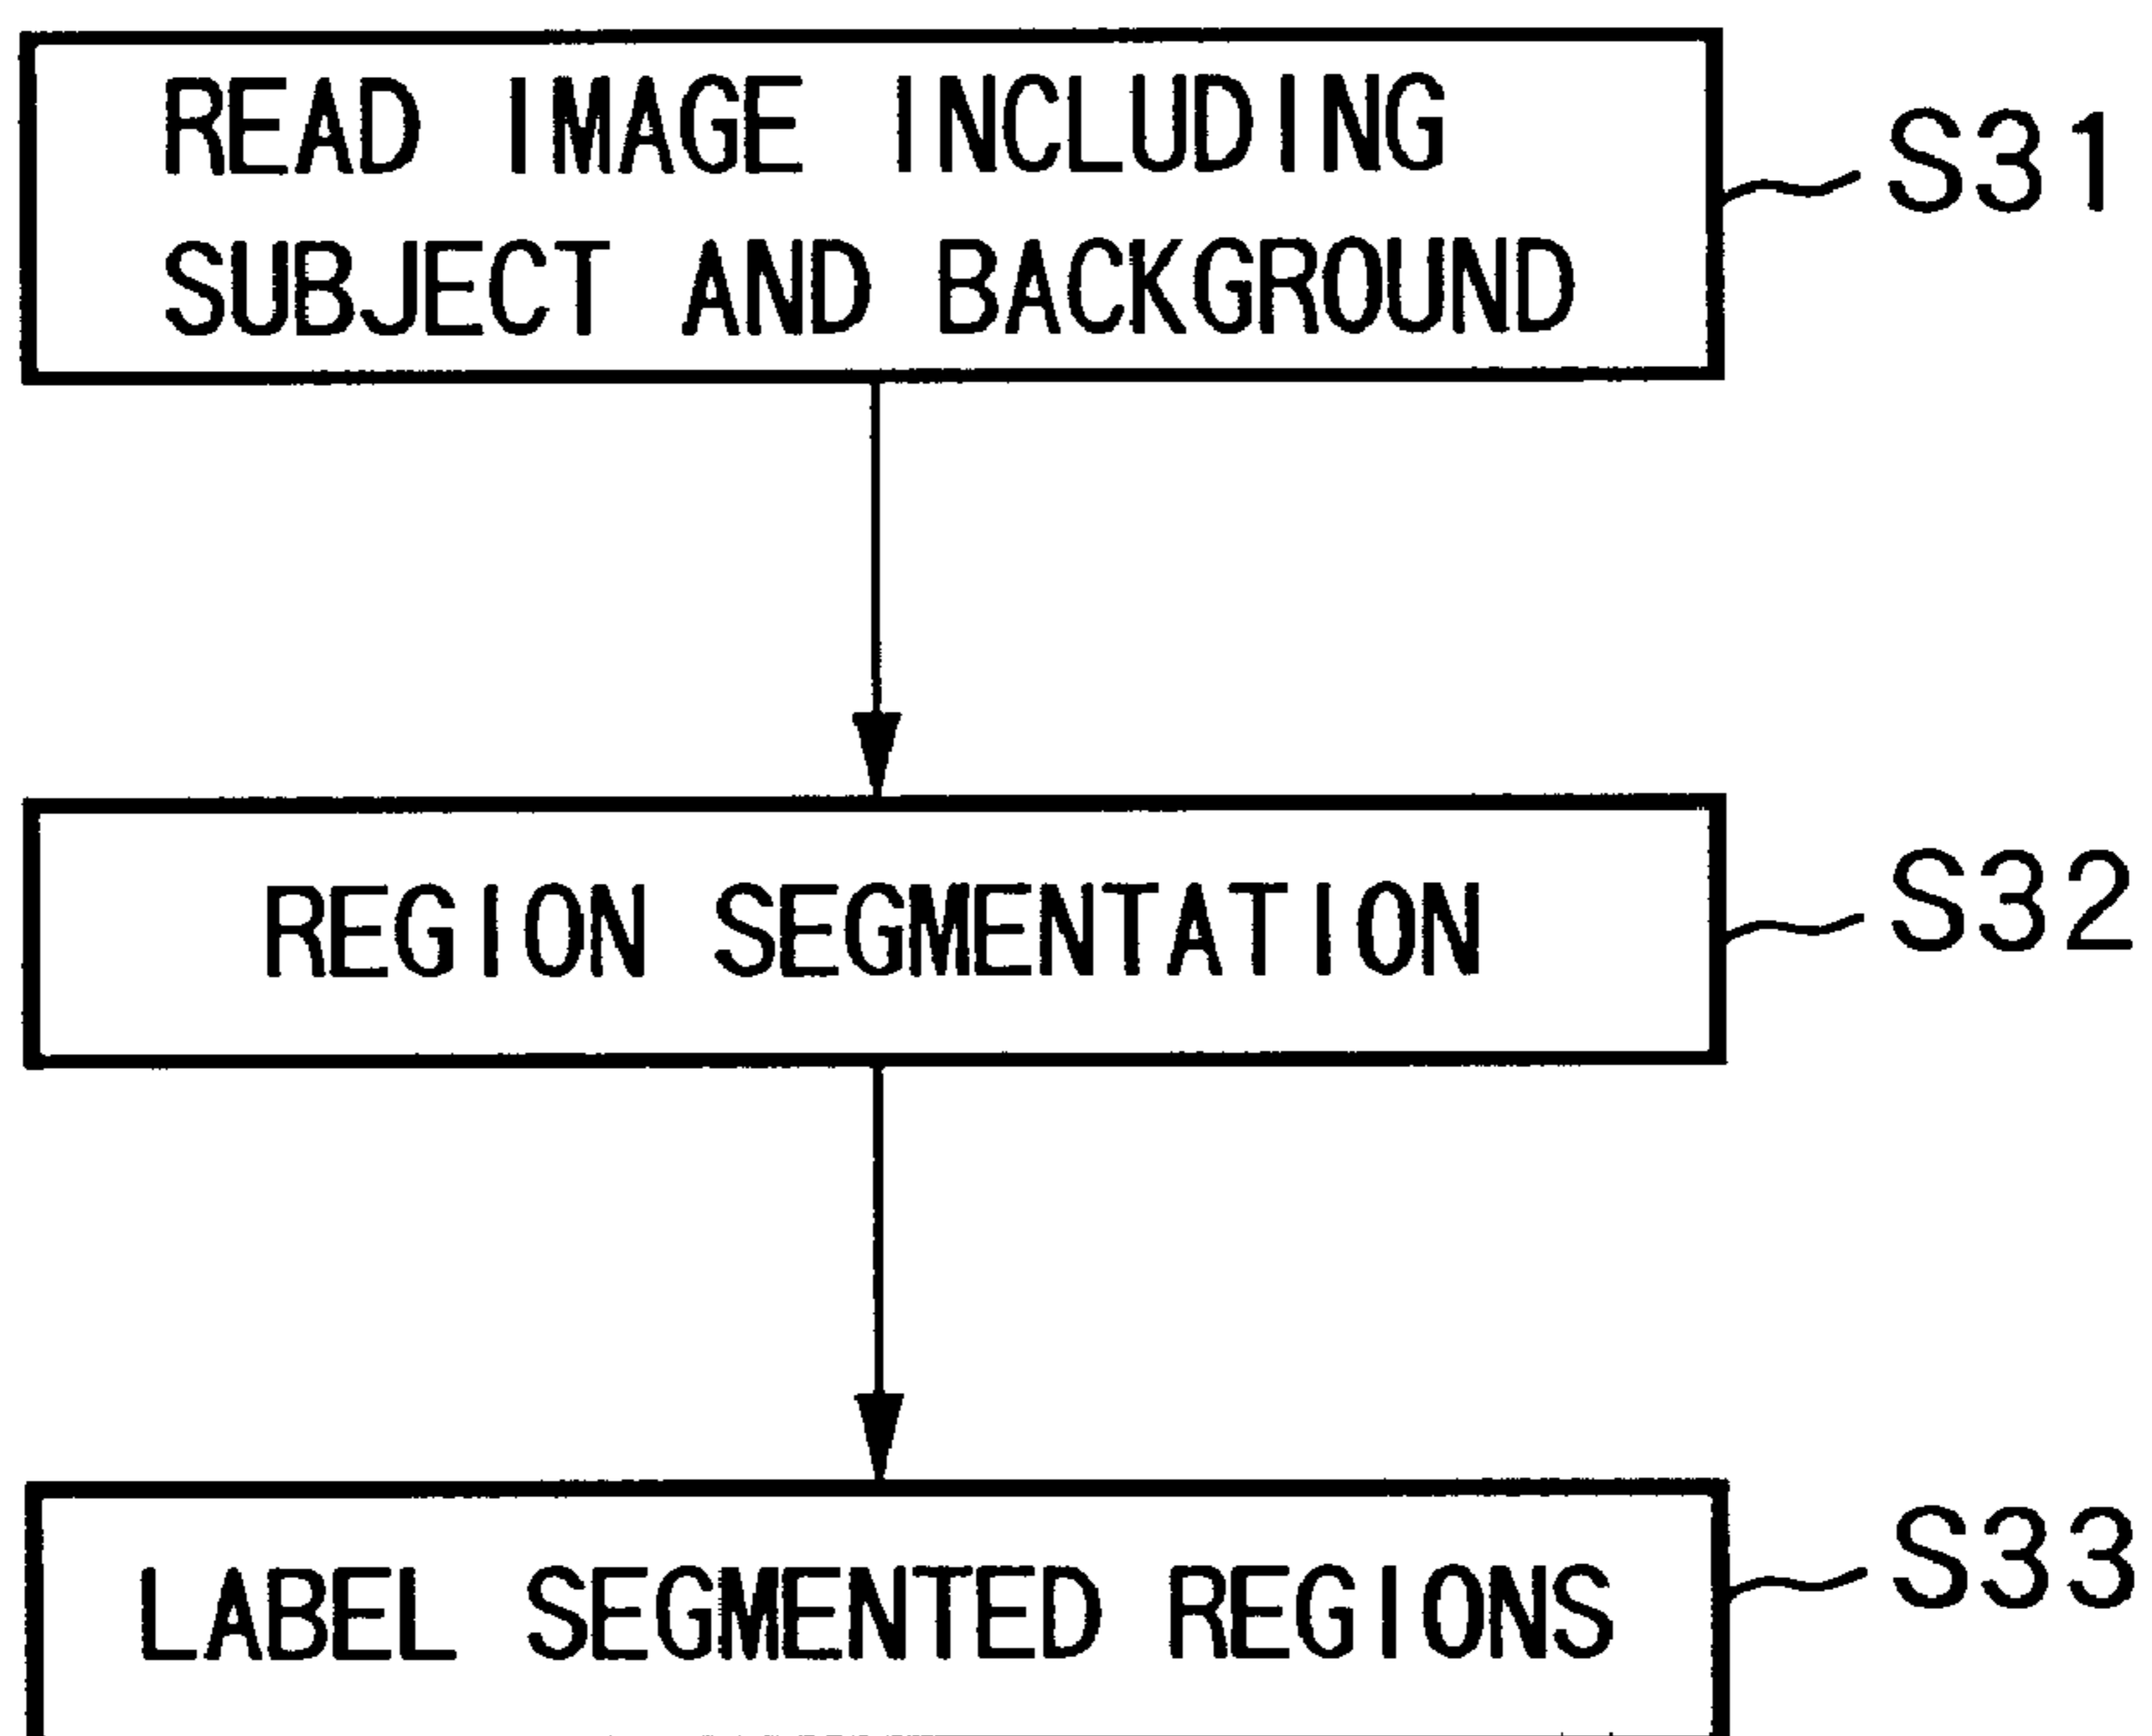 READ IMAGE INCLUDING
SUBJECT AND BACKGROUND
S31
REGION SEGMENTATION
S32
LABEL SEGMENTED REGIONS
S33